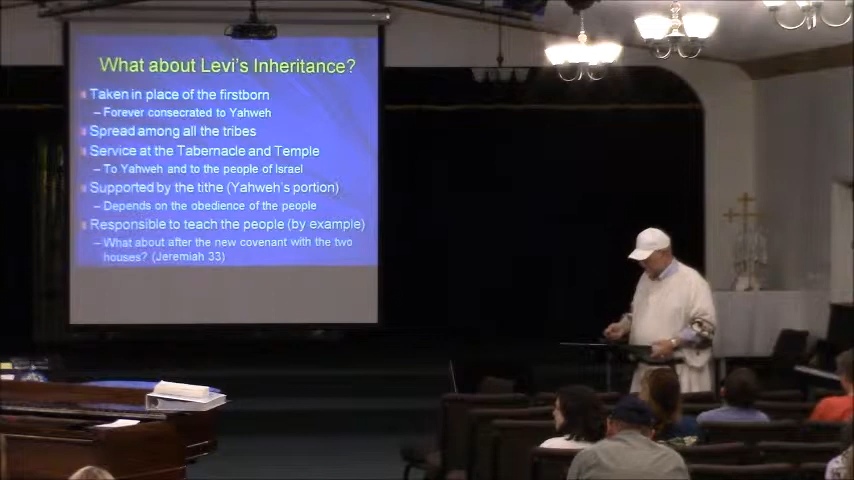 What about Levi's Inheritance?
Taken in place of the firstborn
– Forever consecrated to Yahweh
Spread among all the tribes
Service at the Tabernacle and Temple
– To Yahweh and to the people of Israel
Supported by the tithe (Yahweh's portion)
– Depends on the obedience of the people
Responsible to teach the people (by example)
– What about after the new covenant with the two
houses? (Jeremiah 33)